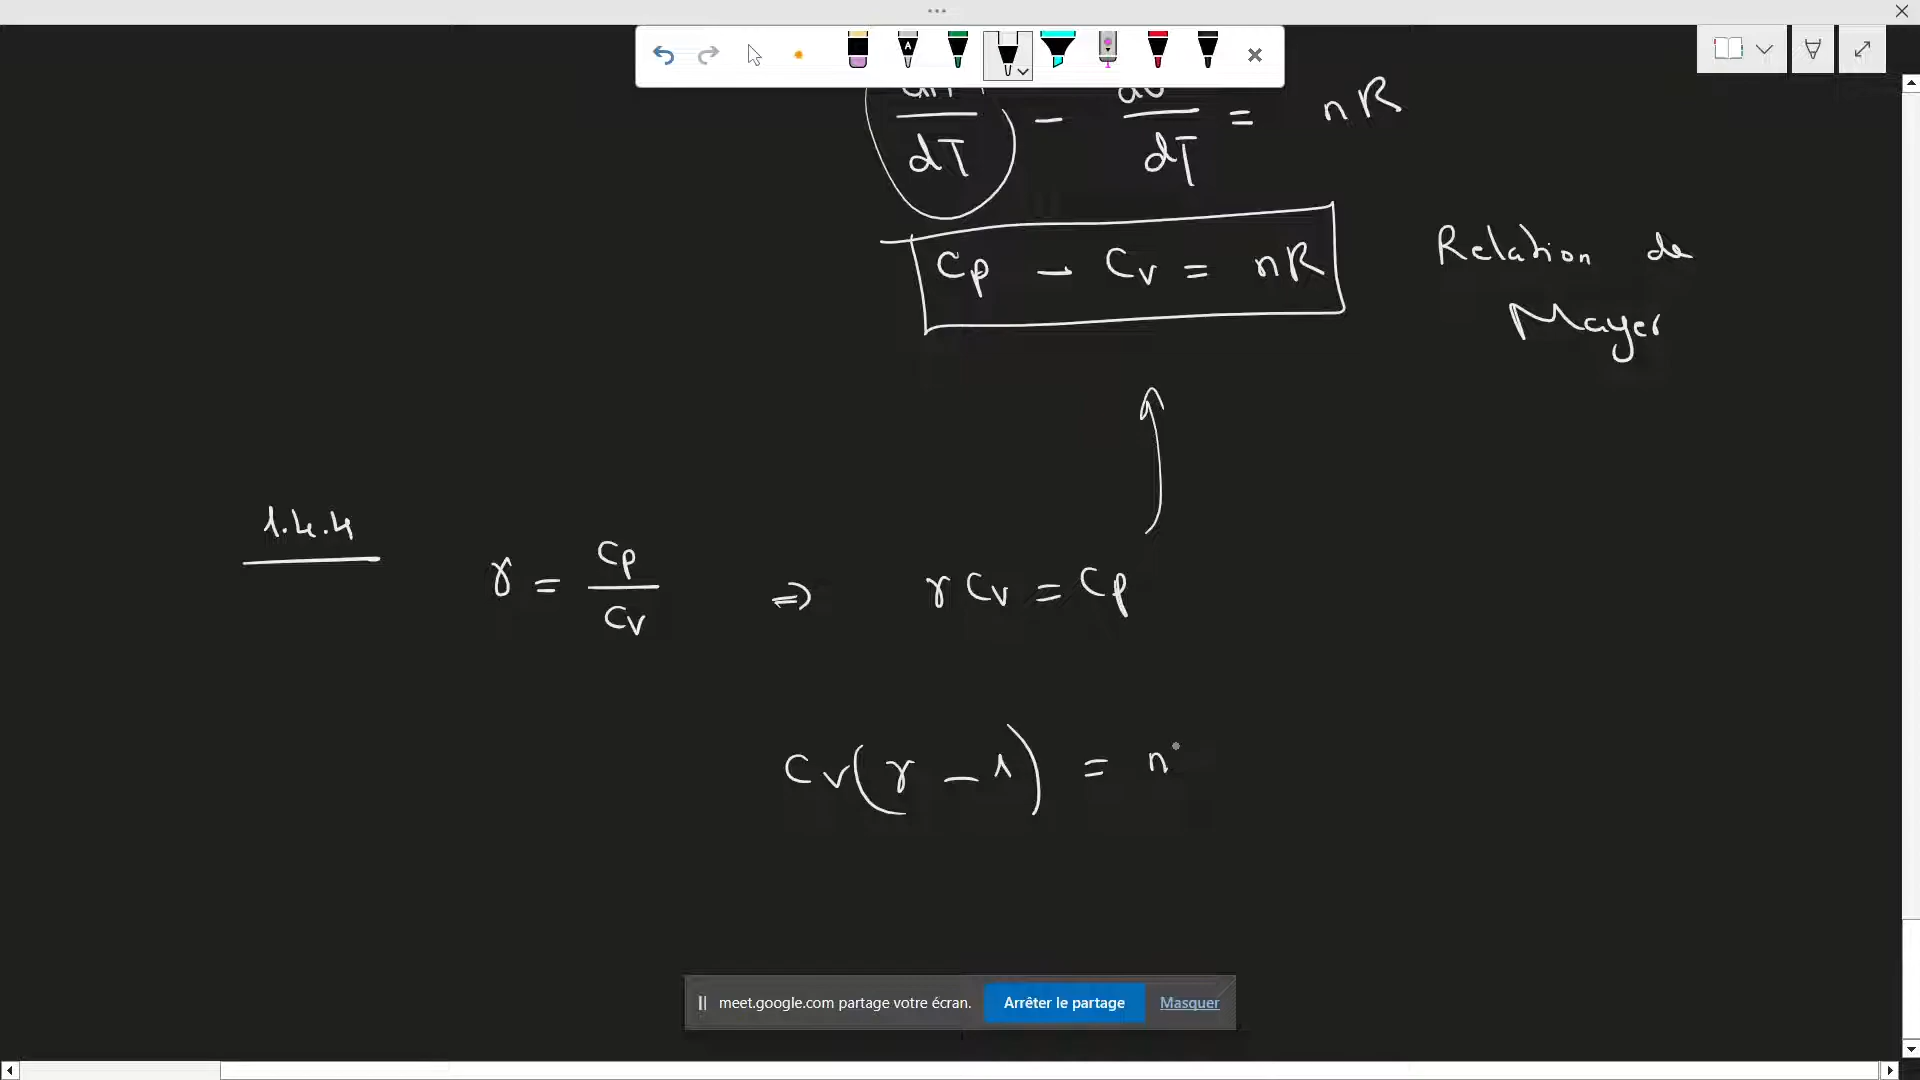 dT - dT = nR
Cp - Cv = nR
Relation de
Mayer
1.4.4
γ = Cp / Cv ⇒ γ Cv = Cp
Cv(γ - 1) = n
meet.google.com partage votre écran.
Arrêter le partage
Masquer